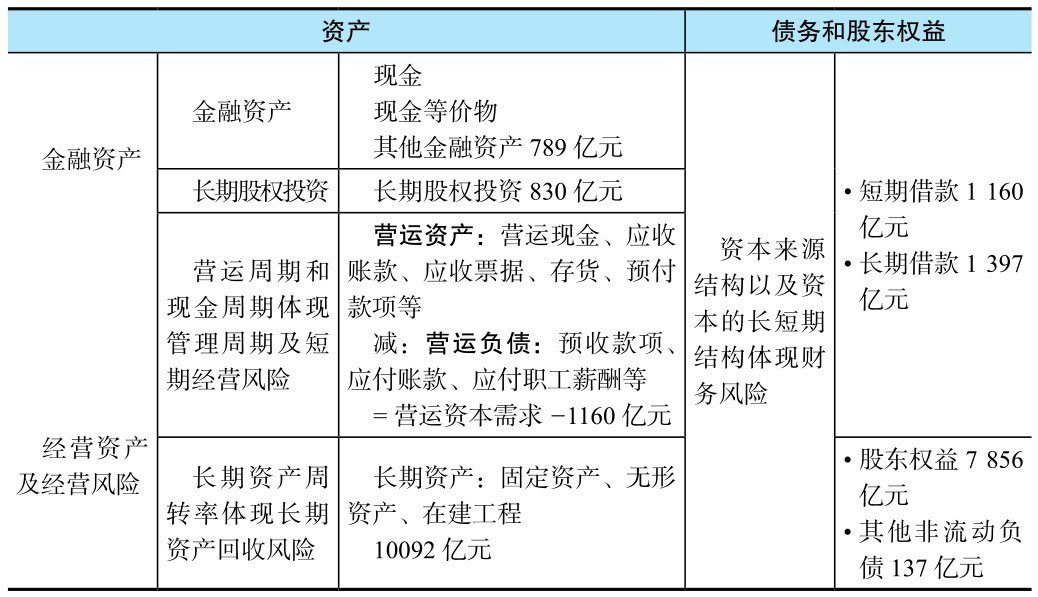 资产
债务和股东权益
金融资产
金融资产
现金
现金等价物
其他金融资产 789 亿元
长期股权投资
长期股权投资 830 亿元
经营资产
及经营风险
营运周期和
现金周期体现
管理周期及短
期经营风险
营运资产：营运现金、应收
账款、应收票据、存货、预付
款项等
减：营运负债：预收款项、
应付账款、应付职工薪酬等
= 营运资本需求 −1160 亿元
长期资产周
转率体现长期
资产回收风险
长期资产：固定资产、无形
资产、在建工程
10092 亿元
资本来源
结构以及资
本的长短期
结构体现财
务风险
• 短期借款 1 160
亿元
• 长期借款 1 397
亿元
• 股东权益 7 856
亿元
• 其他非流动负
债 137 亿元